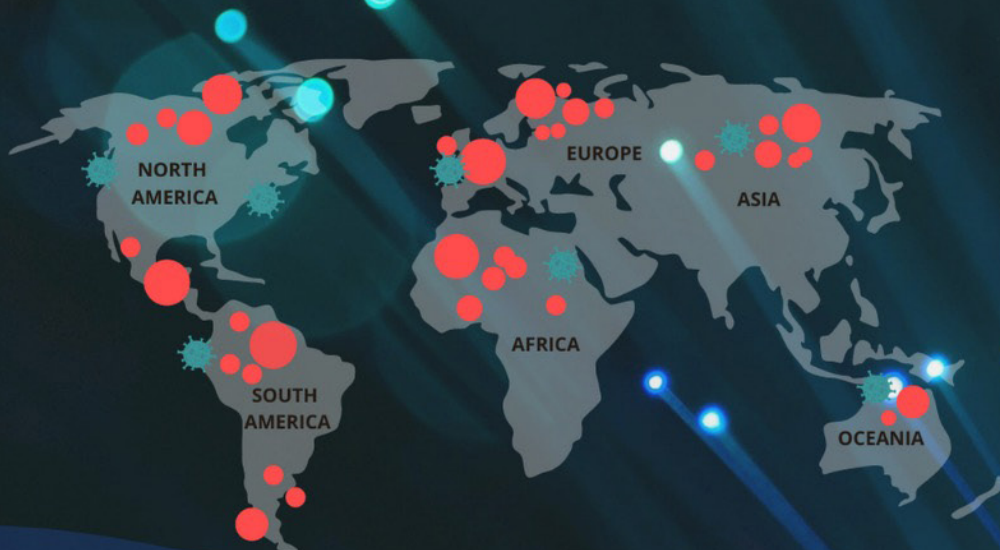 NORTH
AMERICA
EUROPE
ASIA
AFRICA
SOUTH
AMERICA
OCEANIA